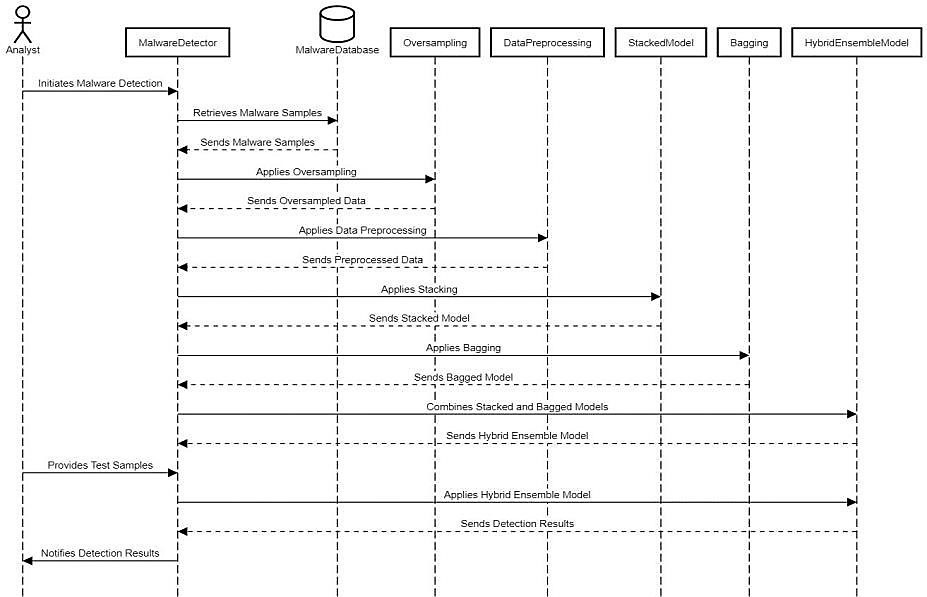 Analyst
MalwareDetector
MalwareDatabase
Oversampling
DataPreprocessing
StackedModel
Bagging
HybridEnsembleModel
Initiates Malware Detection
Retrieves Malware Samples
Sends Malware Samples
Applies Oversampling
Sends Oversampled Data
Applies Data Preprocessing
Sends Preprocessed Data
Applies Stacking
Sends Stacked Model
Applies Bagging
Sends Bagged Model
Combines Stacked and Bagged Models
Sends Hybrid Ensemble Model
Provides Test Samples
Applies Hybrid Ensemble Model
Sends Detection Results
Notifies Detection Results